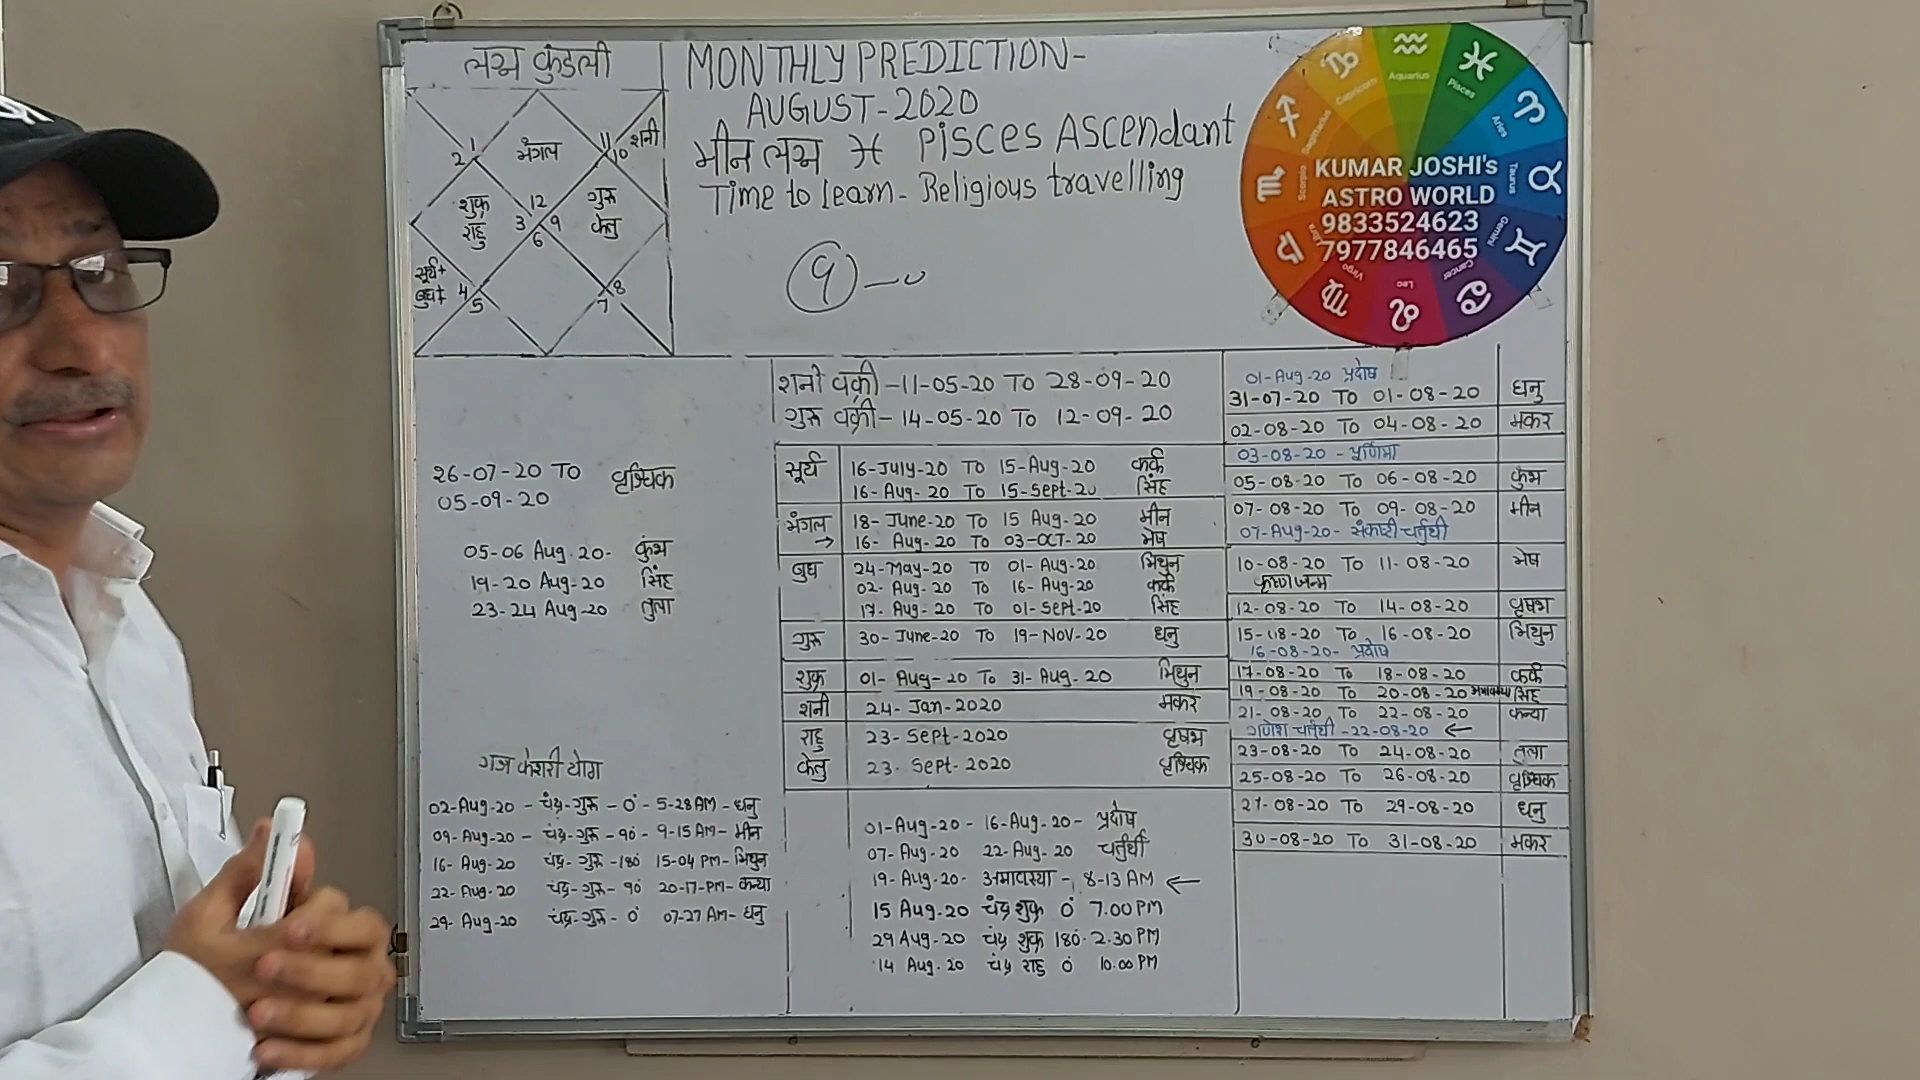 लग्न कुंडली
1
2
मंगल
11 शनी
10
12
शुक्र
राहु
3
9
गुरु
केतु
6
सूर्य+
बुध+
4
5
8
7
MONTHLY PREDICTION-
AUGUST-2020
मीन लग्न ♓ PISCES ASCENDANT
Time to learn - Religious travelling
9
Capricorn
Aquarius
Pisces
Aries
Taurus
Gemini
Cancer
Leo
Virgo
Libra
Scorpio
Sagittarius
KUMAR JOSHI's
ASTRO WORLD
9833524623
7977846465
शनी वक्री -11-05-20 TO 28-09-20
गुरु वक्री- 14-05-20 TO 12-09-20
26-07-20 TO वृश्चिक
05-09-20
05-06 Aug-20- कुंभ
19-20 Aug-20 सिंह
23-24 Aug-20 तुला
गज केशरी योग
02-Aug-20 - चंद्र-गुरु - 0° - 5-28 AM - धनु
09-Aug-20 - चंद्र-गुरु - 90° - 9-15 AM - मीन
16-Aug-20 चंद्र-गुरु -180° 15-04 PM- मिथुन
22-Aug-20 चंद्र-गुरु- 90° 20-17-PM- कन्या
29-Aug-20 चंद्र-गुरु - 0° 07-27 AM- धनु
सूर्य 16-July-20 TO 15-Aug-20 कर्क
16-Aug-20 TO 15-Sept-20 सिंह
मंगल 18-June-20 TO 15 Aug-20 मीन
→ 16-Aug-20 TO 03-OCT-20 मेष
बुध 24-May-20 TO 01-Aug-20 मिथुन
02-Aug-20 TO 16-Aug-20 कर्क
17-Aug-20 TO 01-Sept-20 सिंह
गुरु 30-June-20 TO 19-NOV-20 धनु
शुक्र 01-Aug-20 To 31-Aug-20 मिथुन
शनी 24-Jan-2020 मकर
राहु 23-Sept-2020 वृषभ
केतु 23. Sept-2020 वृश्चिक
01-Aug-20 - 16-Aug-20- प्रदोष
07-Aug-20 22-Aug-20 चतुर्थी
19-Aug-20- अमावस्या - 8-13 AM ←
15 Aug-20 चंद्र शुक्र 0° 7.00 PM
29 Aug-20 चंद्र शुक्र 180° 2.30 PM
14 Aug-20 चंद्र राहु 0° 10.00 PM
01-Aug-20 प्रदोष
31-07-20 TO 01-08-20 धनु
02-08-20 TO 04-08-20 मकर
03-08-20 - पूर्णिमा
05-08-20 TO 06-08-20 कुंभ
07-08-20 TO 09-08-20 मीन
07-Aug-20- संकष्टी चर्तुथी
10-08-20 TO 11-08-20 मेष
कृष्णजन्म
12-08-20 TO 14-08-20 वृषभ
15-08-20 TO 16-08-20 मिथुन
16-08-20- प्रदोष
17-08-20 To 18-08-20 कर्क
19-08-20 TO 20-08-20 अमावस्या सिंह
21-08-20 TO 22-08-20 कन्या
गणेश चर्तुथी -22-08-20 ←
23-08-20 TO 24-08-20 तुला
25-08-20 TO 26-08-20 वृश्चिक
27-08-20 TO 29-08-20 धनु
30-08-20 TO 31-08-20 मकर